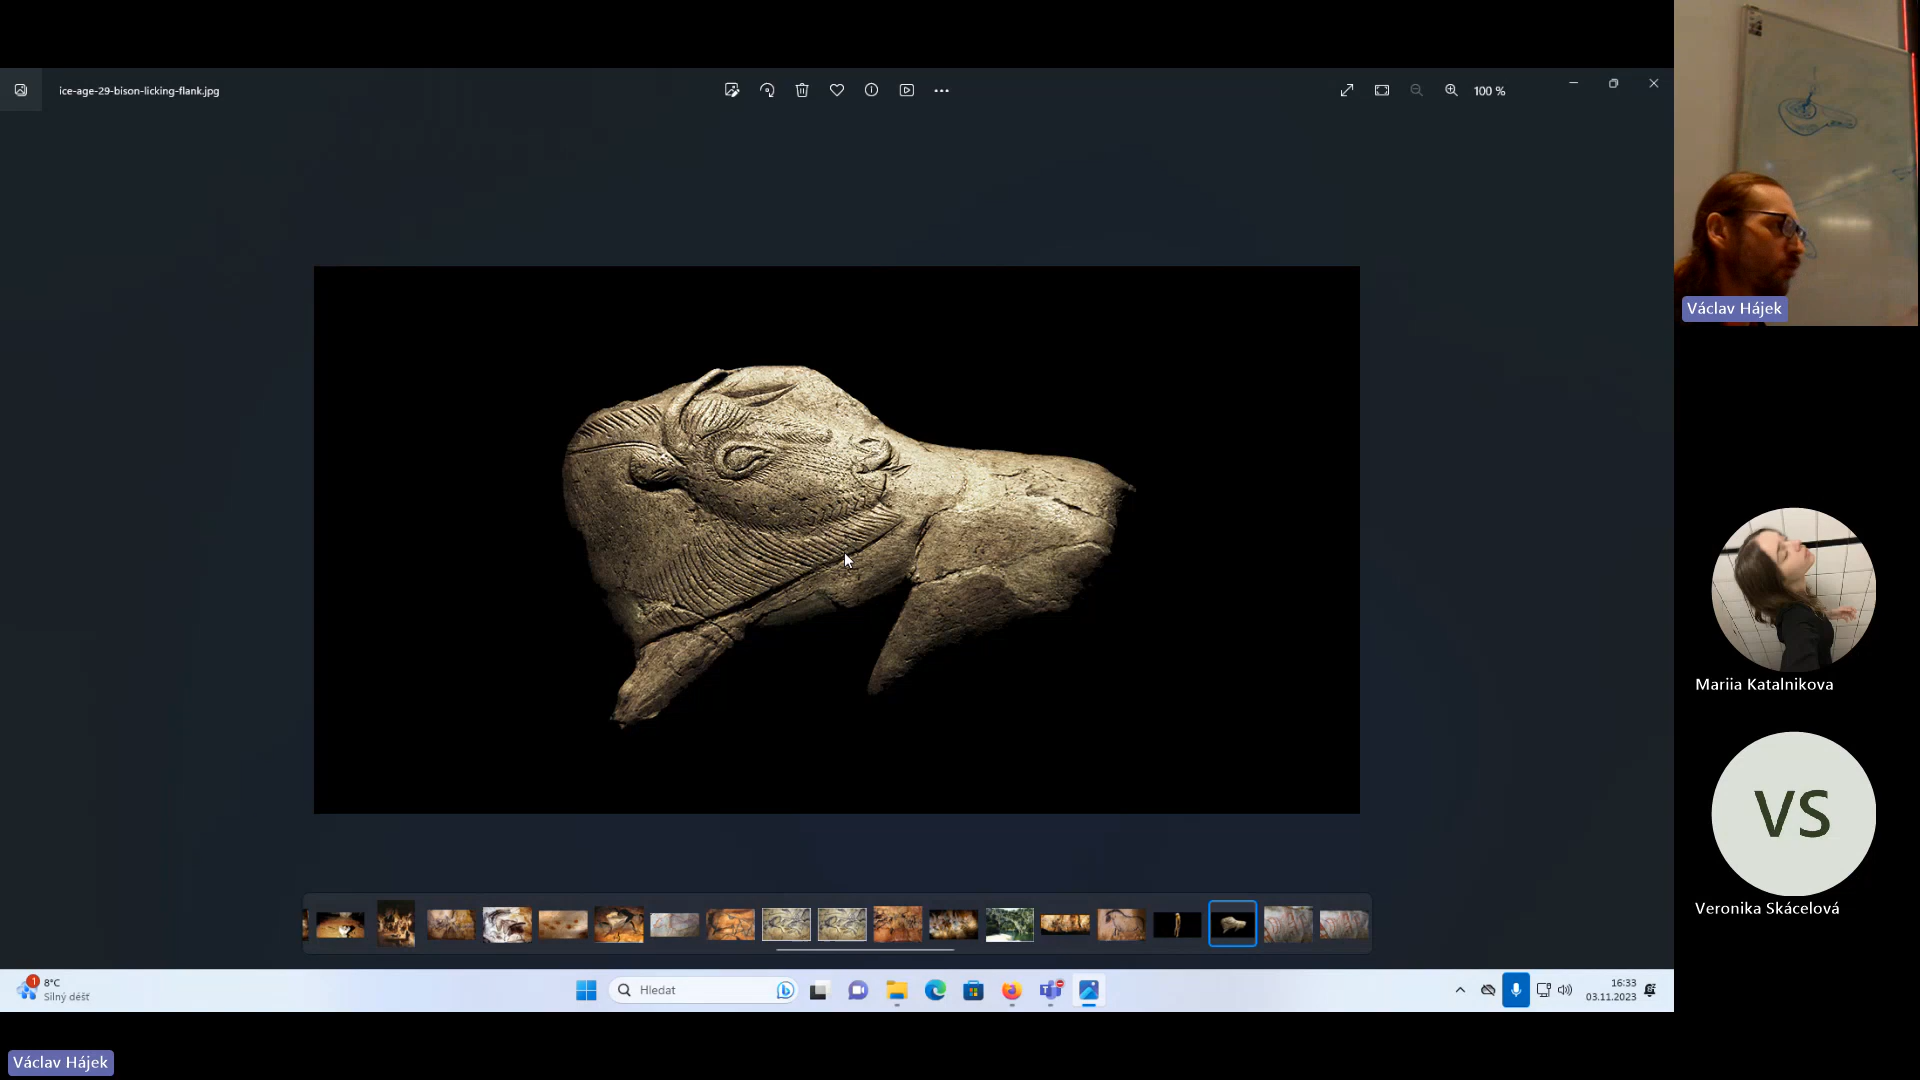 ice-age-29-bison-licking-flank.jpg
100 %
Václav Hájek
Mariia Katalnikova
VS
Veronika Skácelová
1
8°C
Silný déšť
Hledat
16:33
03.11.2023
Václav Hájek